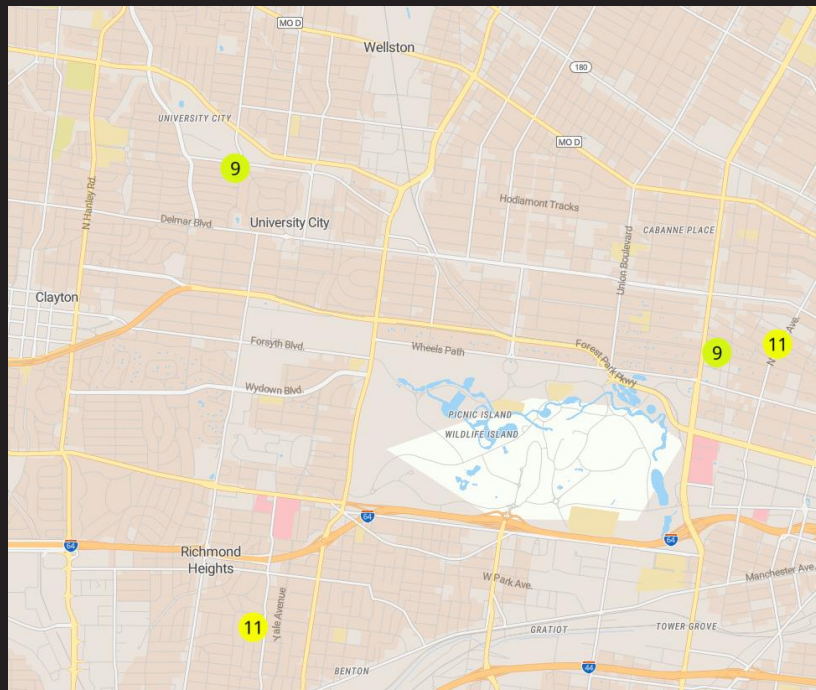 MO D
Wellston
180
UNIVERSITY CITY
MO D
9
N Hanley Rd.
Hodiamont Tracks
Delmar Blvd.
University City
CABANNE PLACE
Union Boulevard
Clayton
Forsyth Blvd.
Wheels Path
Forest Park Pkwy
9
11
N
Ave.
Wydown Blvd.
PICNIC ISLAND
WILDLIFE ISLAND
64
64
64
Richmond
Heights
W Park Ave.
Manchester Ave.
Yale Avenue
11
GRATIOT
TOWER GROVE
BENTON
44